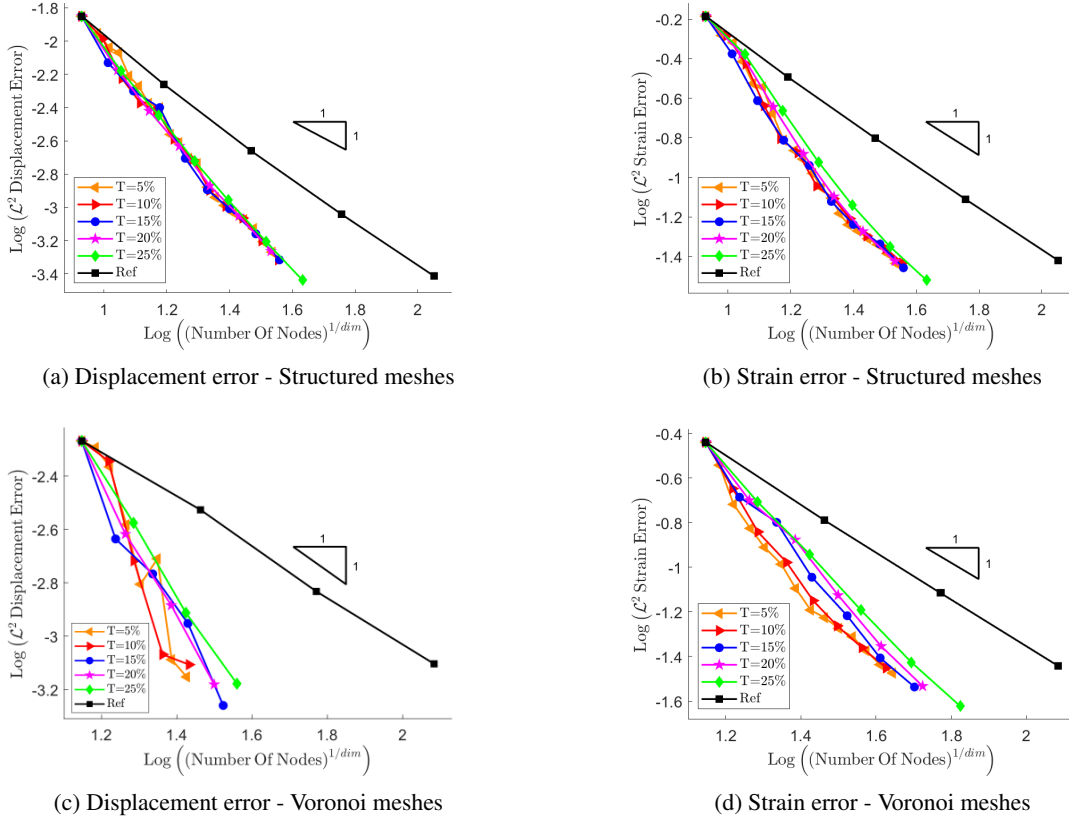 -1.8
-2
-2.2
-2.4
-2.6
-2.8
-3
-3.2
-3.4
Log (𝓛² Displacement Error)
1
1
T=5%
T=10%
T=15%
T=20%
T=25%
Ref
1 1.2 1.4 1.6 1.8 2
Log ((Number Of Nodes)^{1/dim})
(a) Displacement error - Structured meshes
-0.2
-0.4
-0.6
-0.8
-1
-1.2
-1.4
Log (𝓛² Strain Error)
1
1
T=5%
T=10%
T=15%
T=20%
T=25%
Ref
1 1.2 1.4 1.6 1.8 2
Log ((Number Of Nodes)^{1/dim})
(b) Strain error - Structured meshes
-2.4
-2.6
-2.8
-3
-3.2
Log (𝓛² Displacement Error)
1
1
T=5%
T=10%
T=15%
T=20%
T=25%
Ref
1.2 1.4 1.6 1.8 2
Log ((Number Of Nodes)^{1/dim})
(c) Displacement error - Voronoi meshes
-0.4
-0.6
-0.8
-1
-1.2
-1.4
-1.6
Log (𝓛² Strain Error)
1
1
T=5%
T=10%
T=15%
T=20%
T=25%
Ref
1.2 1.4 1.6 1.8 2
Log ((Number Of Nodes)^{1/dim})
(d) Strain error - Voronoi meshes